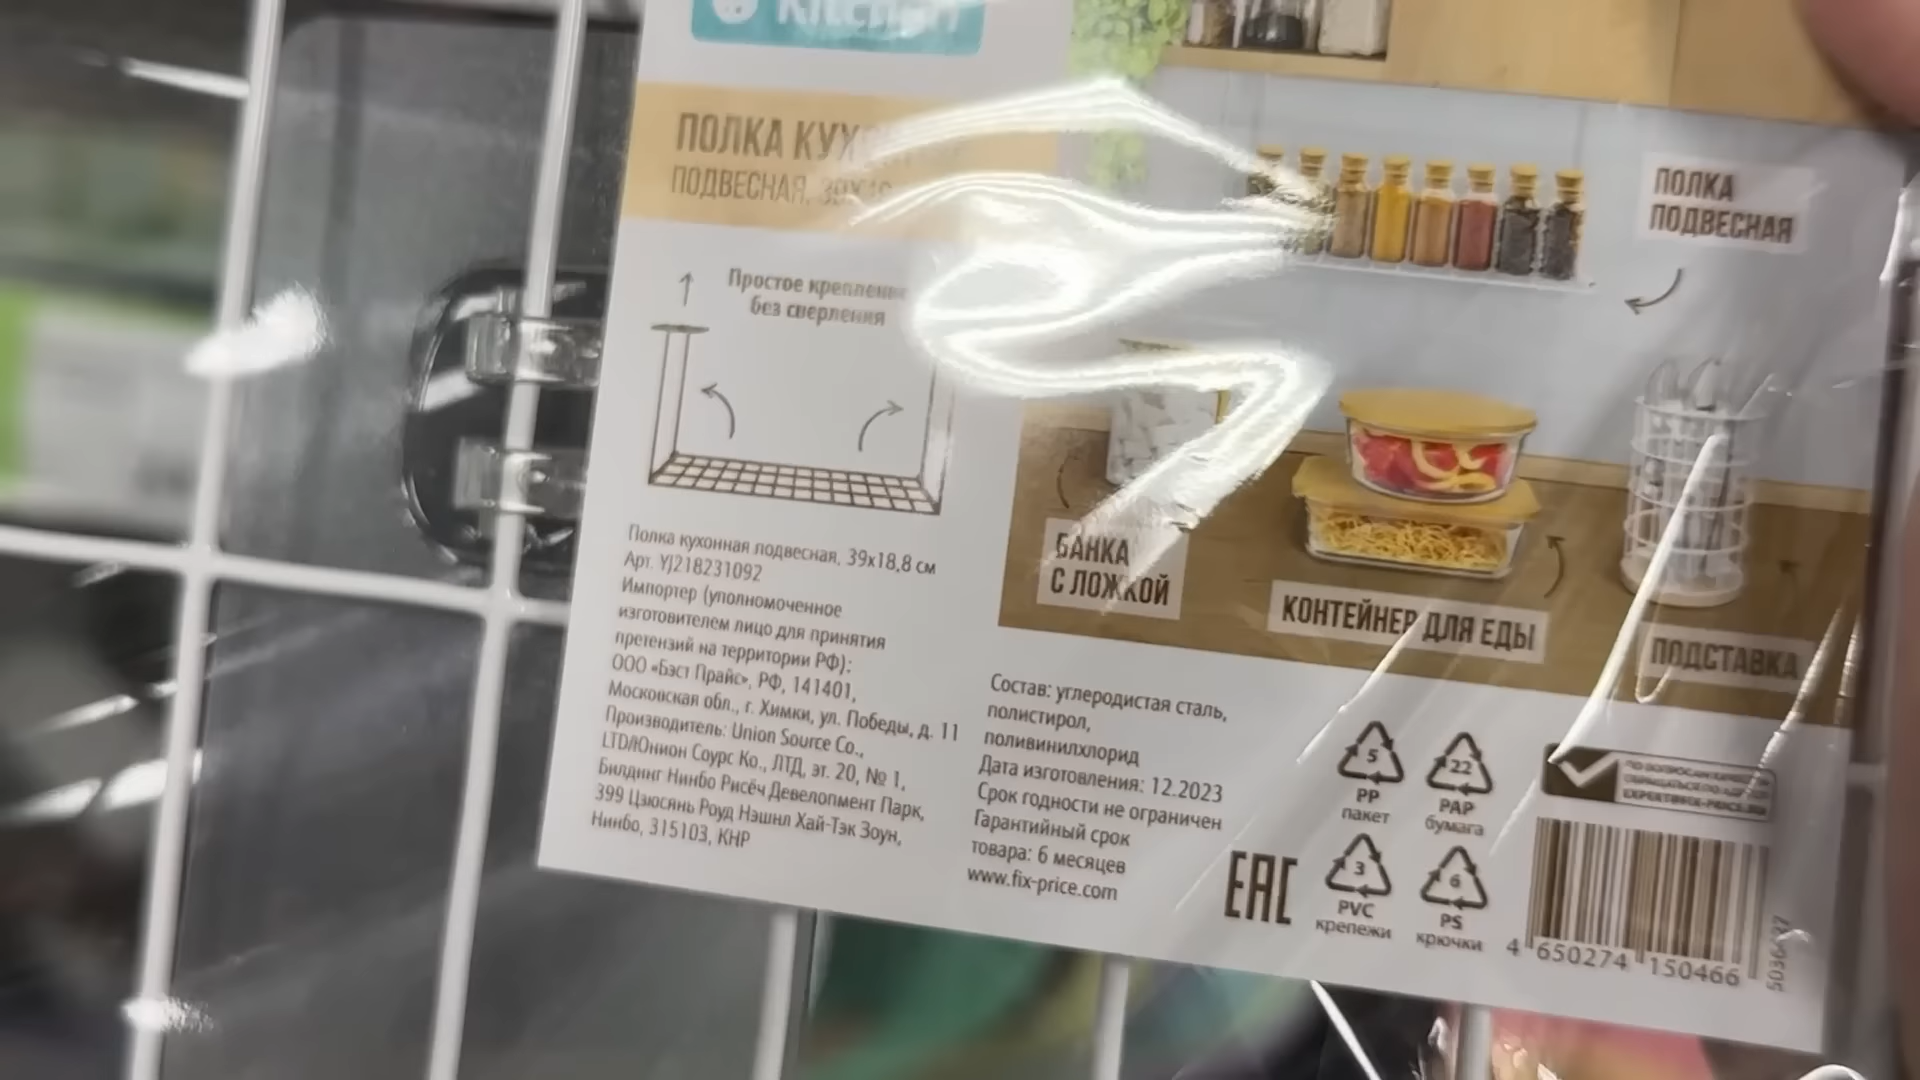 Kitchen
ПОЛКА
ПОДВЕСНАЯ,
Простое
без сверления
ПОЛКА
ПОДВЕСНАЯ
БАНКА
С ЛОЖКОЙ
КОНТЕЙНЕР ДЛЯ ЕДЫ
ПОДСТАВКА
Полка кухонная подвесная, 39x18,8 см
Арт. YJ218231092
Импортер (уполномоченное
изготовителем лицо для принятия
претензий на территории РФ):
ООО «Бэст Прайс», РФ, 141401,
Московская обл., г. Химки, ул. Победы, д. 11
Производитель: Union Source Co.,
LTD/Юнион Соурс Ко., ЛТД, эт. 20, № 1,
Билдинг Нинбо Рисёч Девелопмент Парк,
399 Цзюсянь Роуд Нэшнл Хай-Тэк Зоун,
Нинбо, 315103, КНР
Состав: углеродистая сталь,
полистирол,
поливинилхлорид
Дата изготовления: 12.2023
Срок годности не ограничен
Гарантийный срок
товара: 6 месяцев
www.fix-price.com
EAC
5
PP
пакет
22
PAP
бумага
3
PVC
крепежи
6
PS
крючки
4 650274 150466